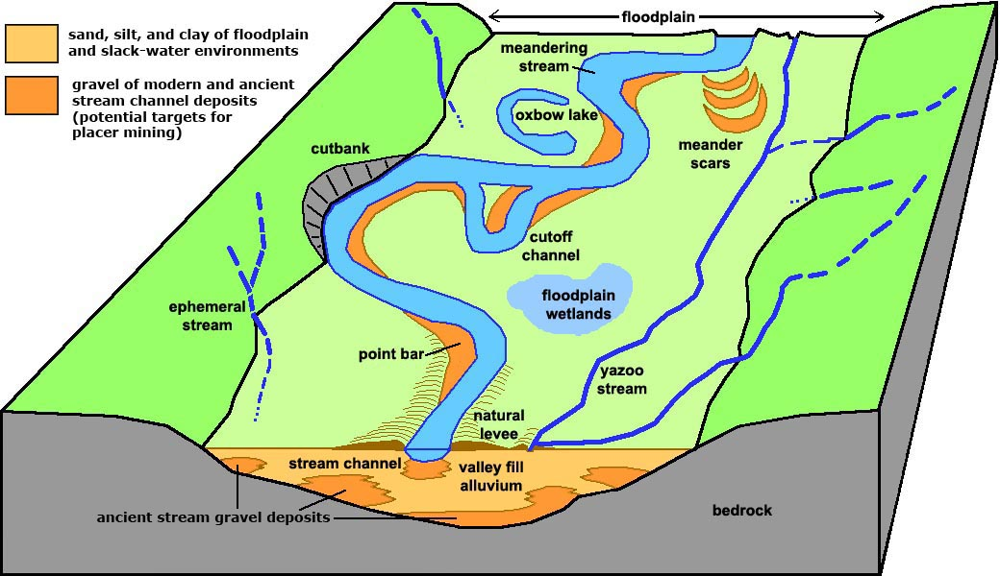 floodplain
sand, silt, and clay of floodplain
and slack-water environments
meandering
stream
gravel of modern and ancient
stream channel deposits
(potential targets for
placer mining)
oxbow lake
cutbank
meander
scars
cutoff
channel
floodplain
wetlands
ephemeral
stream
point bar
yazoo
stream
natural
levee
stream channel
valley fill
alluvium
ancient stream gravel deposits
bedrock